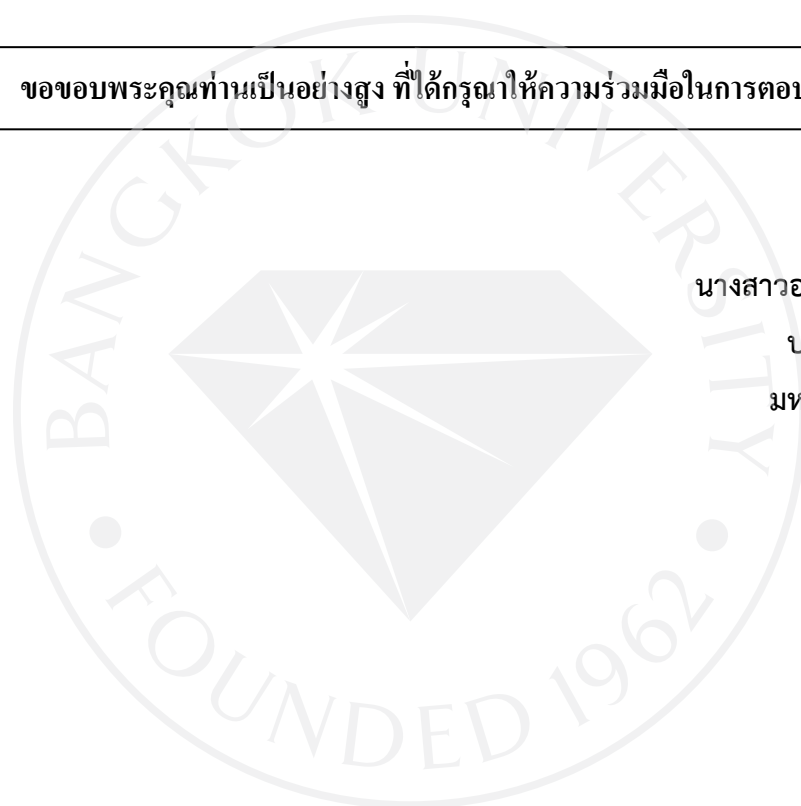 ขอขอบพระคุณท่านเป็นอย่างสูง ที่ได้กรุณาให้ความร่วมมือในการตอบ
นางสาวอ
บ
มห
BANGKOK UNIVERSITY
FOUNDED 1962